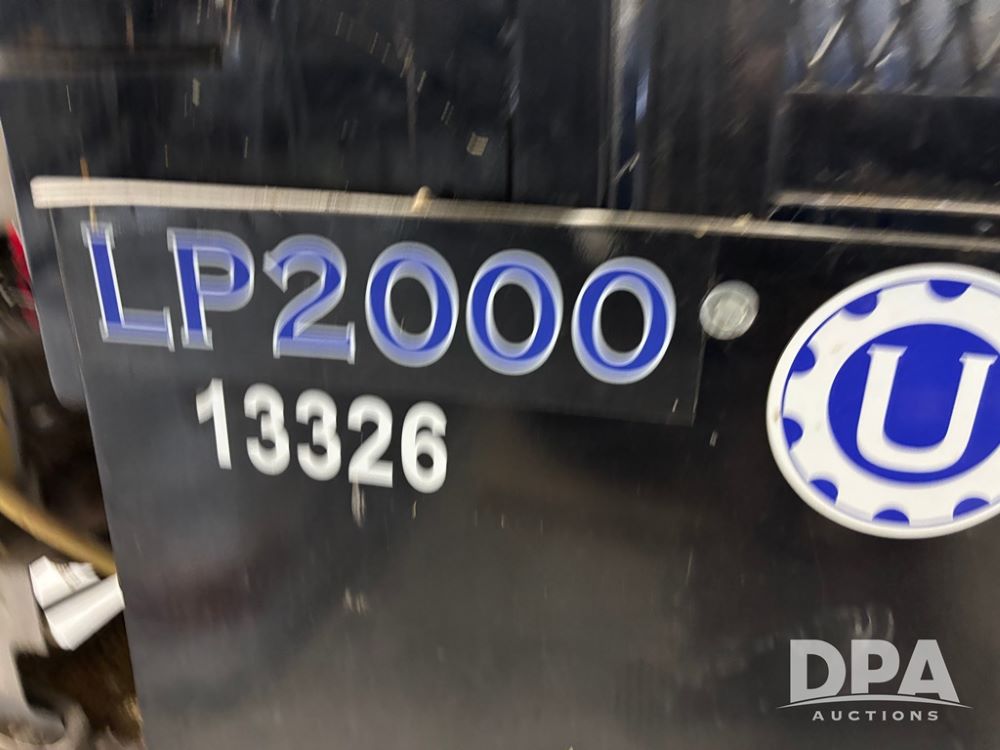 LP2000
13326
U
DPA
AUCTIONS